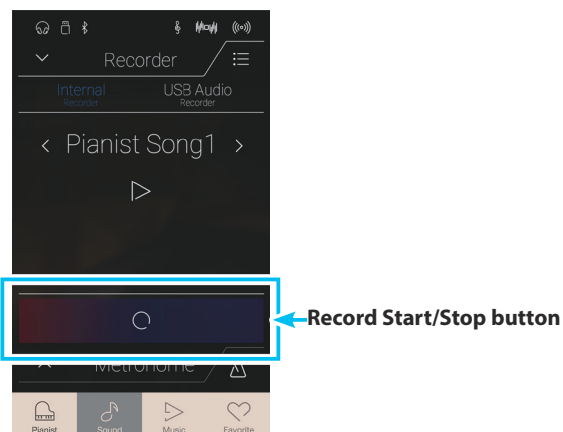 Recorder
Internal
Recorder
USB Audio
Recorder
Pianist Song1
Record Start/Stop button
Metronome
Pianist
Sound
Music
Favorite